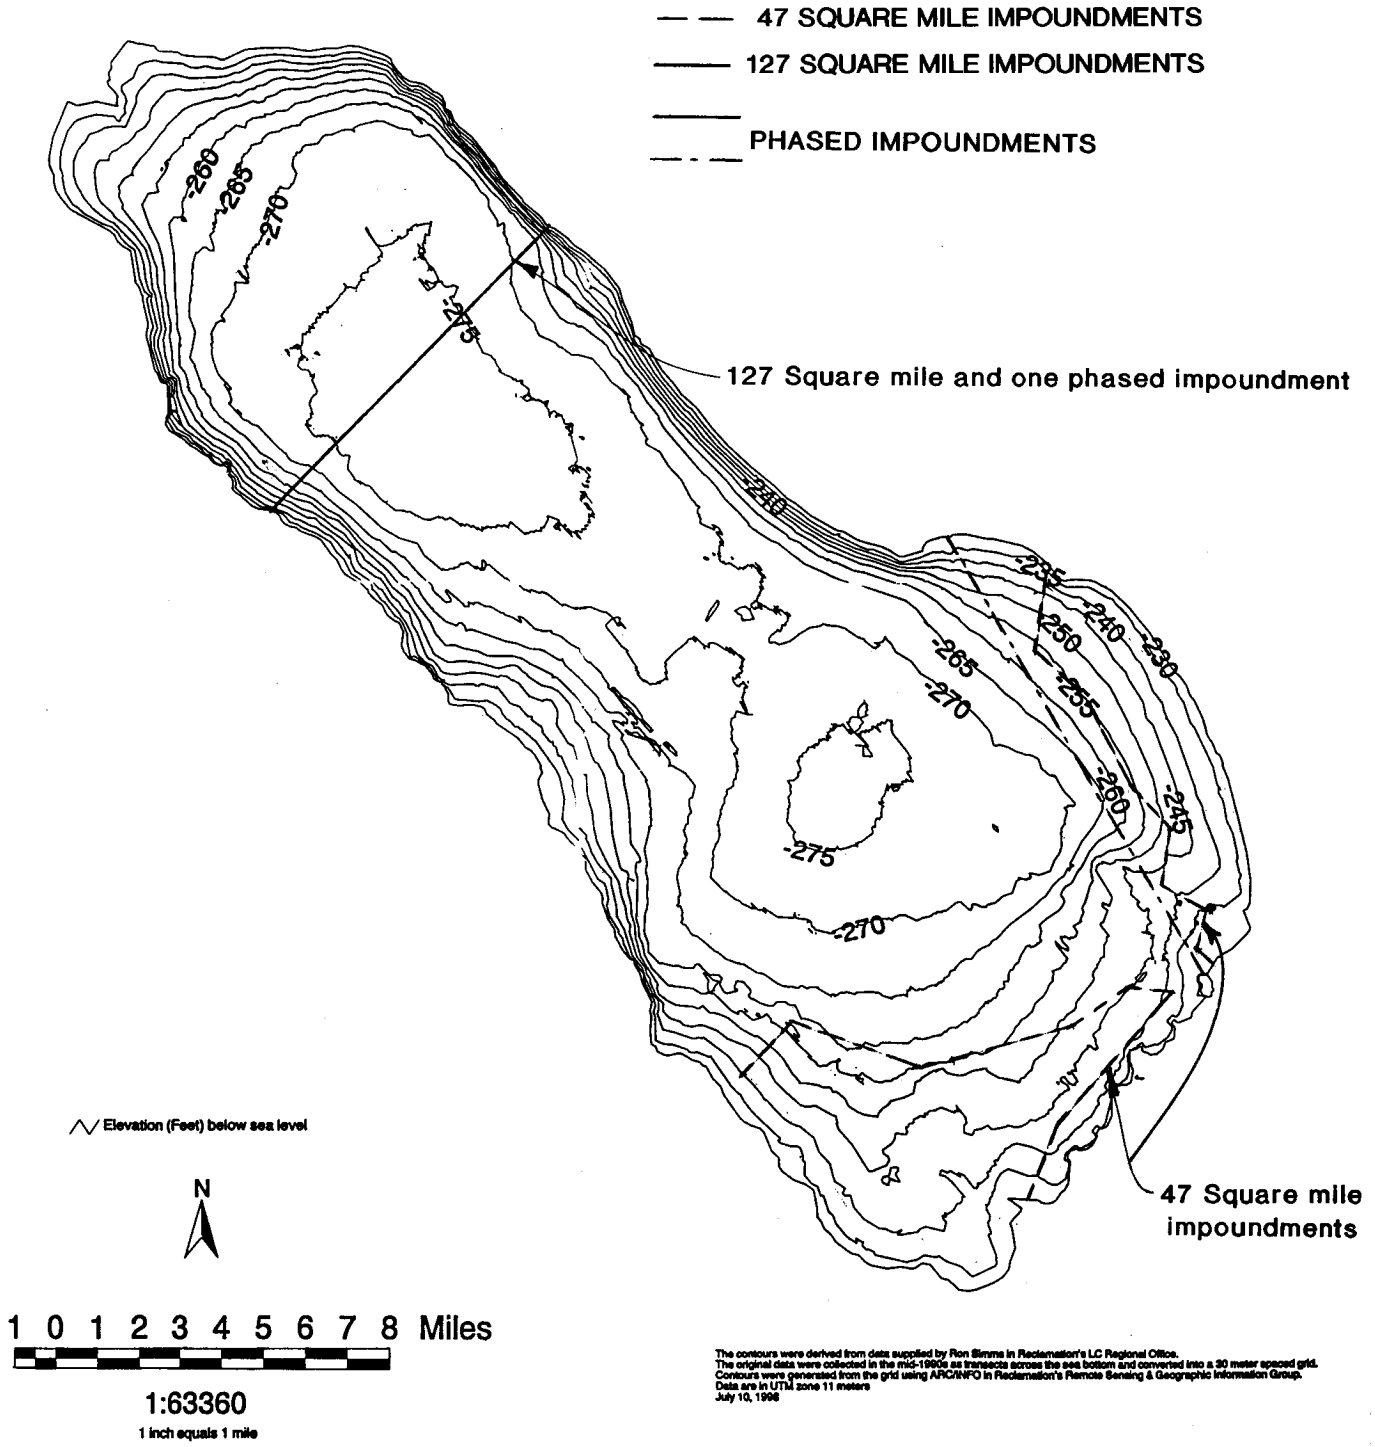 47 SQUARE MILE IMPOUNDMENTS
127 SQUARE MILE IMPOUNDMENTS
PHASED IMPOUNDMENTS
-260
-265
-270
-275
127 Square mile and one phased impoundment
-240
-235
-240
-250
-230
-265
-255
-270
-260
-245
-275
-270
Elevation (Feet) below sea level
N
47 Square mile
impoundments
1 0 1 2 3 4 5 6 7 8 Miles
1:63360
1 inch equals 1 mile
The contours were derived from data supplied by Ron Simms in Reclamation's LC Regional Office.
The original data were collected in the mid-1990s as transects across the sea bottom and converted into a 30 meter spaced grid.
Contours were generated from the grid using ARC/INFO in Reclamation's Remote Sensing & Geographic Information Group.
Data are in UTM zone 11 meters
July 10, 1998